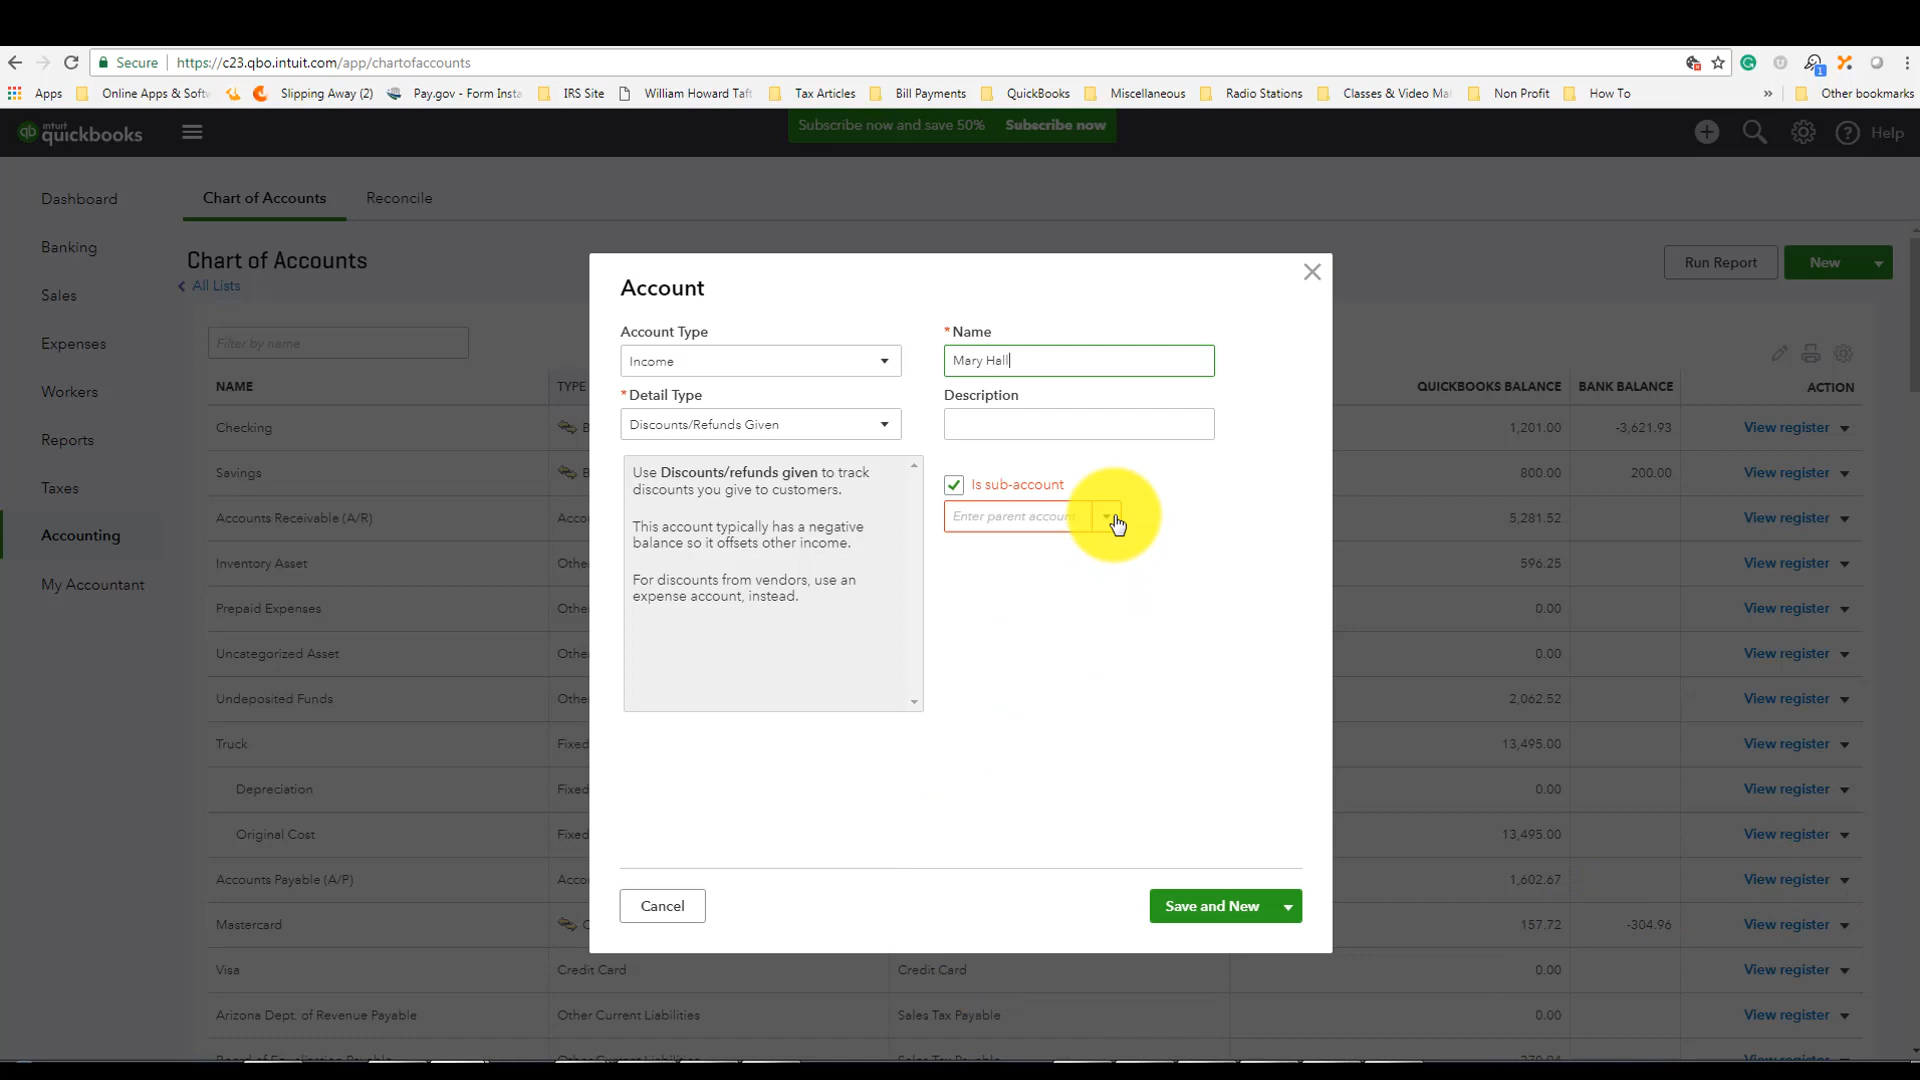 Secure https://c23.qbo.intuit.com/app/chartofaccounts
Apps Online Apps & Softw Slipping Away (2) Pay.gov - Form Insta IRS Site William Howard Taft Tax Articles Bill Payments QuickBooks Miscellaneous Radio Stations Classes & Video Mat Non Profit How To » Other bookmarks
intuit quickbooks Subscribe now and save 50% Subscribe now Help
Dashboard
Banking
Sales
Expenses
Workers
Reports
Taxes
Accounting
My Accountant
Chart of Accounts Reconcile
Chart of Accounts
All Lists
Run Report New
Filter by name
NAME TYPE QUICKBOOKS BALANCE BANK BALANCE ACTION
Checking B 1,201.00 -3,621.93 View register
Savings B 800.00 200.00 View register
Accounts Receivable (A/R) Acco 5,281.52 View register
Inventory Asset Othe 596.25 View register
Prepaid Expenses Othe 0.00 View register
Uncategorized Asset Othe 0.00 View register
Undeposited Funds Othe 2,062.52 View register
Truck Fixed 13,495.00 View register
Depreciation Fixed 0.00 View register
Original Cost Fixed 13,495.00 View register
Accounts Payable (A/P) Acco 1,602.67 View register
Mastercard C 157.72 -304.96 View register
Visa Credit Card Credit Card 0.00 View register
Arizona Dept. of Revenue Payable Other Current Liabilities Sales Tax Payable 0.00 View register
Account
Account Type
Income
* Detail Type
Discounts/Refunds Given
Use Discounts/refunds given to track
discounts you give to customers.
This account typically has a negative
balance so it offsets other income.
For discounts from vendors, use an
expense account, instead.
* Name
Mary Hall
Description
Is sub-account
Enter parent account
Cancel Save and New